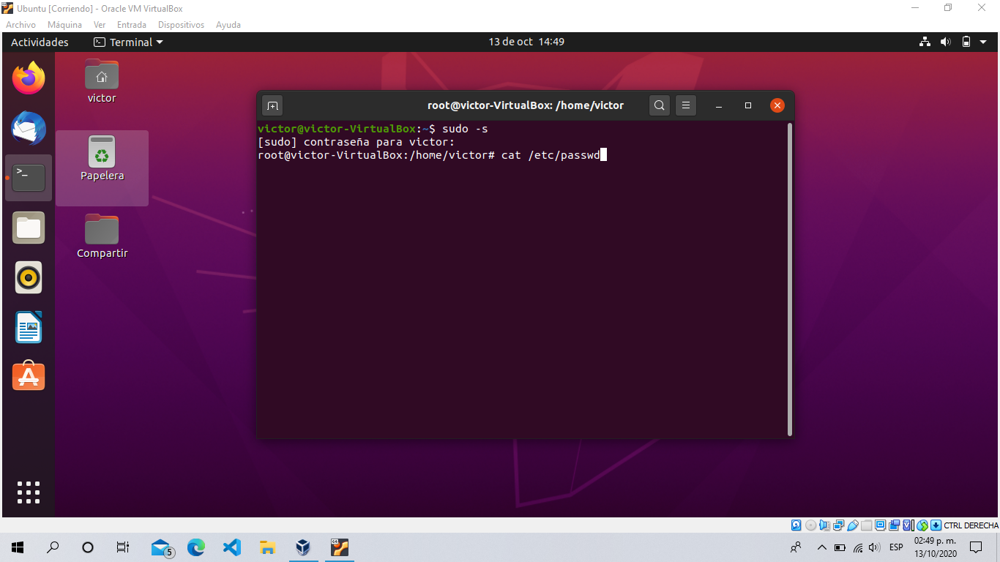 Ubuntu [Corriendo] - Oracle VM VirtualBox
Archivo Máquina Ver Entrada Dispositivos Ayuda
Actividades Terminal 13 de oct 14:49
victor
Papelera
Compartir
root@victor-VirtualBox: /home/victor
victor@victor-VirtualBox:~$ sudo -s
[sudo] contraseña para victor:
root@victor-VirtualBox:/home/victor# cat /etc/passwd
CTRL DERECHA
5
ESP
02:49 p. m.
13/10/2020